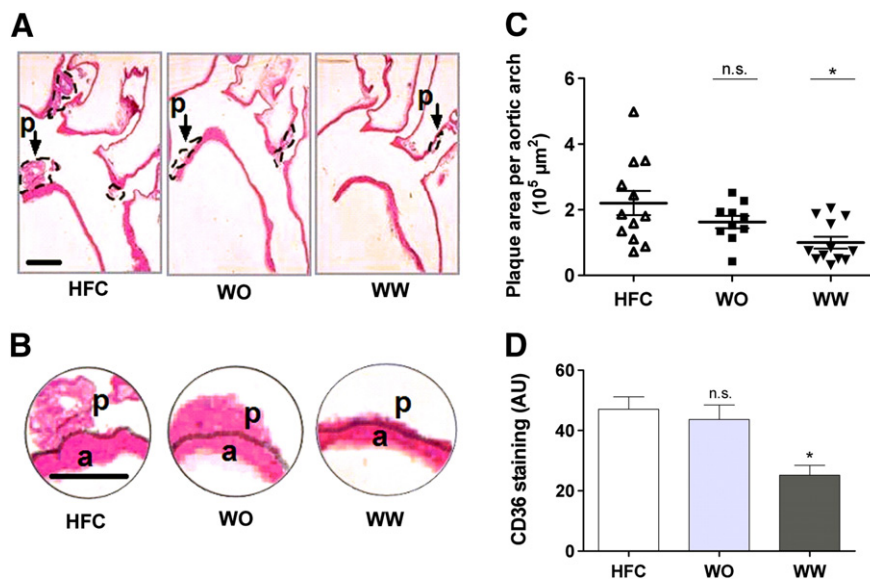 A
p
p
p
HFC
WO
WW
B
p
a
p
a
p
a
HFC
WO
WW
C
Plaque area per aortic arch
(10⁵ µm²)
6
4
2
0
n.s.
*
HFC
WO
WW
D
CD36 staining (AU)
60
40
20
0
n.s.
*
HFC
WO
WW